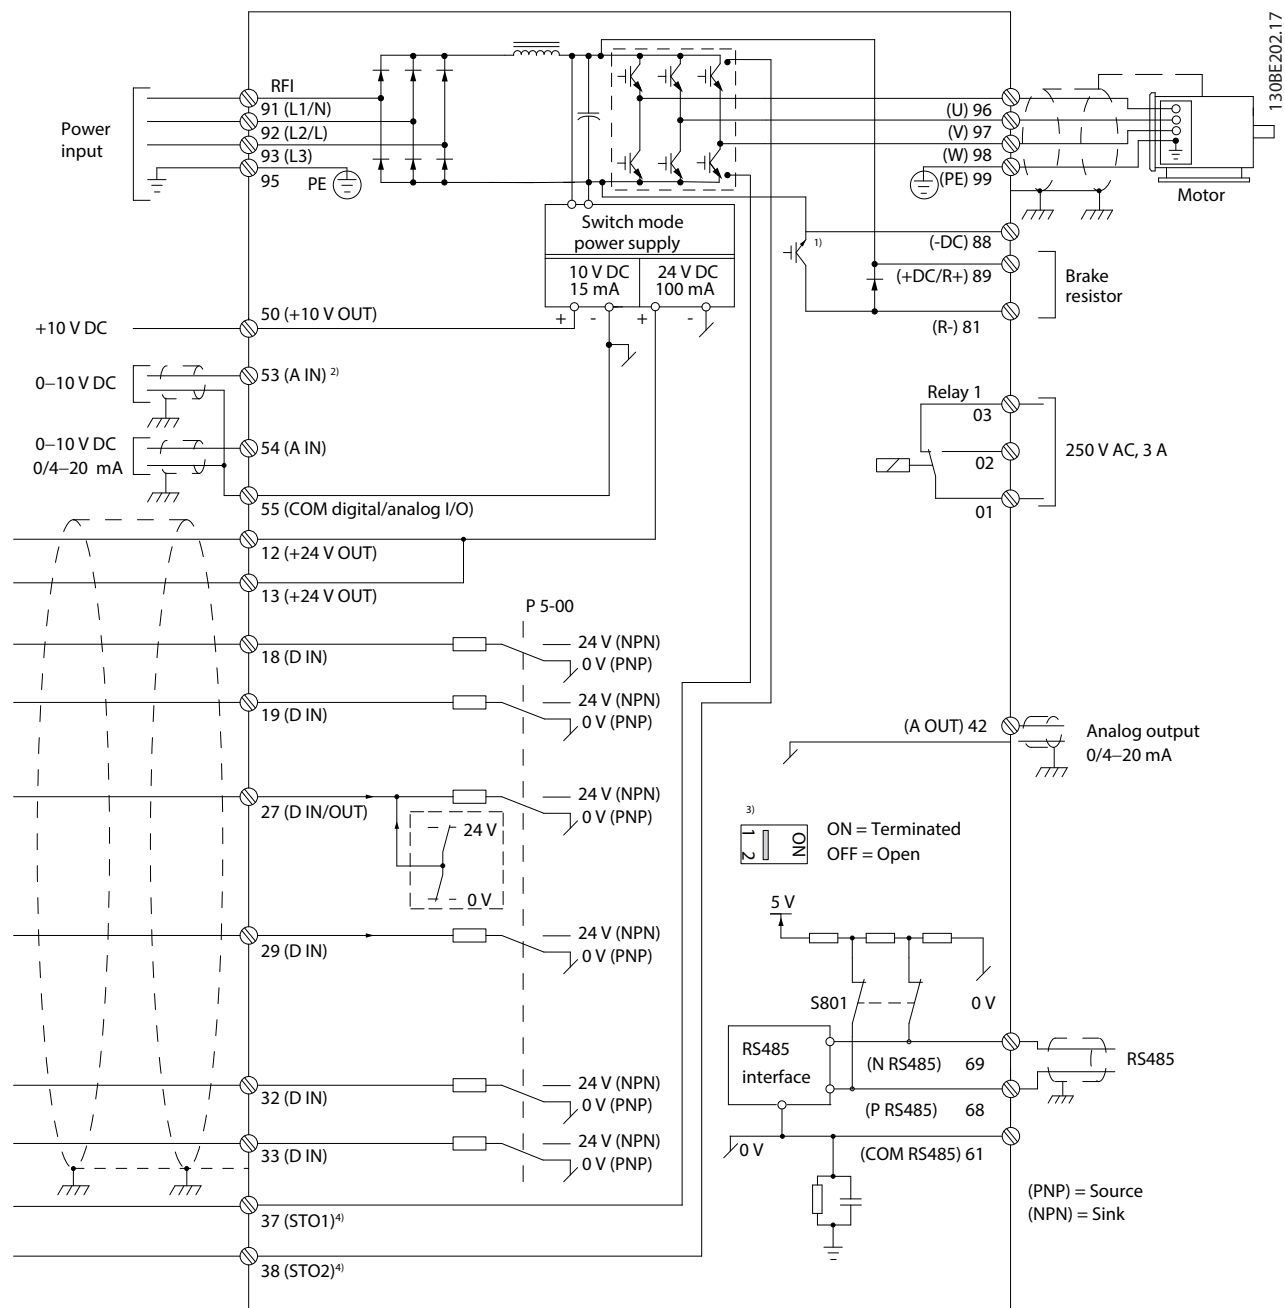 130BE202.17
Power
input
RFI
91 (L1/N)
92 (L2/L)
93 (L3)
95
PE
(U) 96
(V) 97
(W) 98
(PE) 99
Motor
Switch mode
power supply
10 V DC
15 mA
24 V DC
100 mA
+ - + -
1)
(-DC) 88
(+DC/R+) 89
(R-) 81
Brake
resistor
+10 V DC
50 (+10 V OUT)
0–10 V DC
53 (A IN) 2)
0–10 V DC
0/4–20 mA
54 (A IN)
55 (COM digital/analog I/O)
Relay 1
03
02
01
250 V AC, 3 A
12 (+24 V OUT)
13 (+24 V OUT)
P 5-00
18 (D IN)
24 V (NPN)
0 V (PNP)
19 (D IN)
24 V (NPN)
0 V (PNP)
27 (D IN/OUT)
24 V (NPN)
0 V (PNP)
24 V
0 V
29 (D IN)
24 V (NPN)
0 V (PNP)
32 (D IN)
24 V (NPN)
0 V (PNP)
33 (D IN)
24 V (NPN)
0 V (PNP)
37 (STO1)4)
38 (STO2)4)
(A OUT) 42
Analog output
0/4–20 mA
3)
1 2
ON
ON = Terminated
OFF = Open
5 V
S801
0 V
RS485
interface
(N RS485) 69
(P RS485) 68
RS485
0 V
(COM RS485) 61
(PNP) = Source
(NPN) = Sink